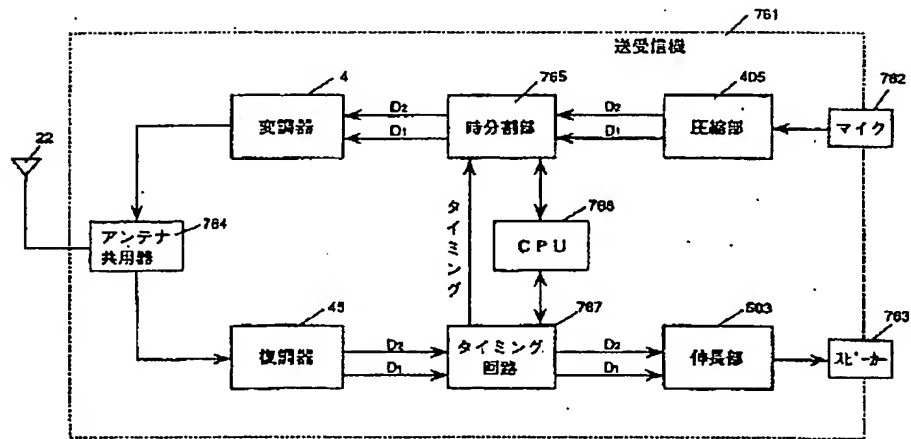 761
送受信機
4
765
405
762
変調器
D2
D1
時分割部
D2
D1
圧縮部
マイク
22
784
アンテナ
共用器
タイミング
768
CPU
45
767
503
763
復調器
D2
D1
タイミング
回路
D2
D1
伸長部
スピーカー